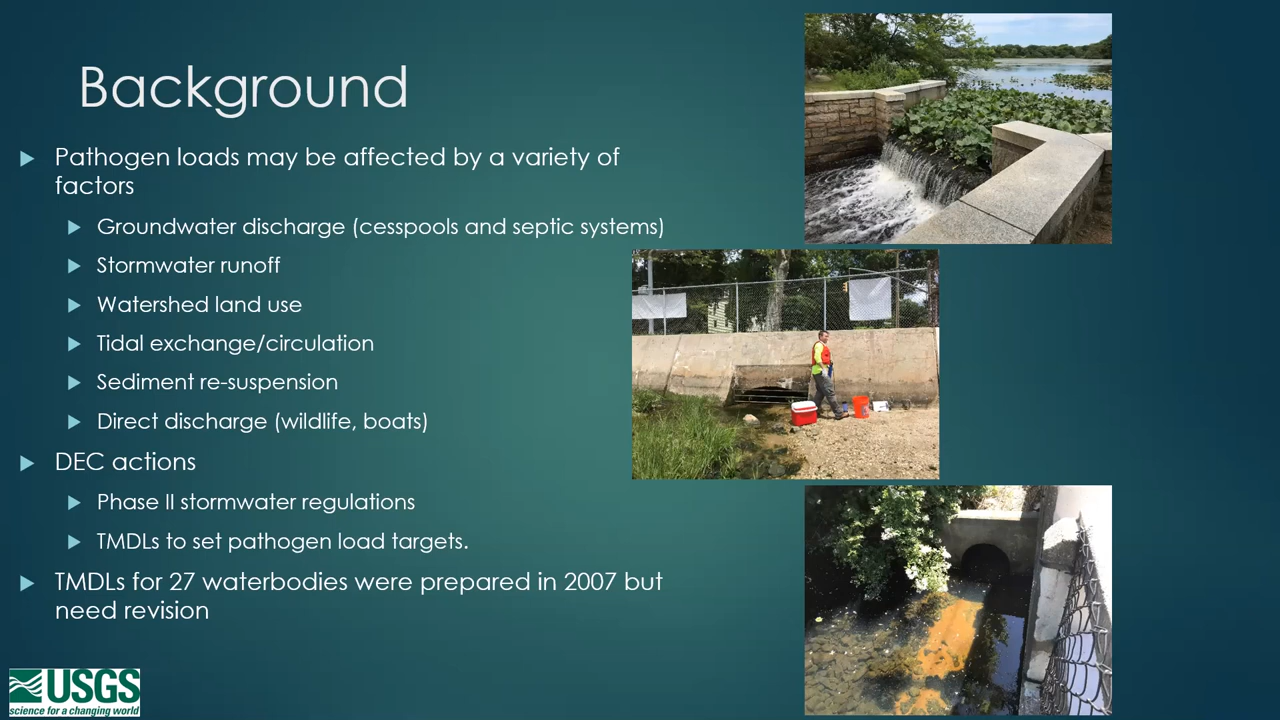 Background
Pathogen loads may be affected by a variety of
factors
Groundwater discharge (cesspools and septic systems)
Stormwater runoff
Watershed land use
Tidal exchange/circulation
Sediment re-suspension
Direct discharge (wildlife, boats)
DEC actions
Phase II stormwater regulations
TMDLs to set pathogen load targets.
TMDLs for 27 waterbodies were prepared in 2007 but
need revision
USGS
science for a changing world